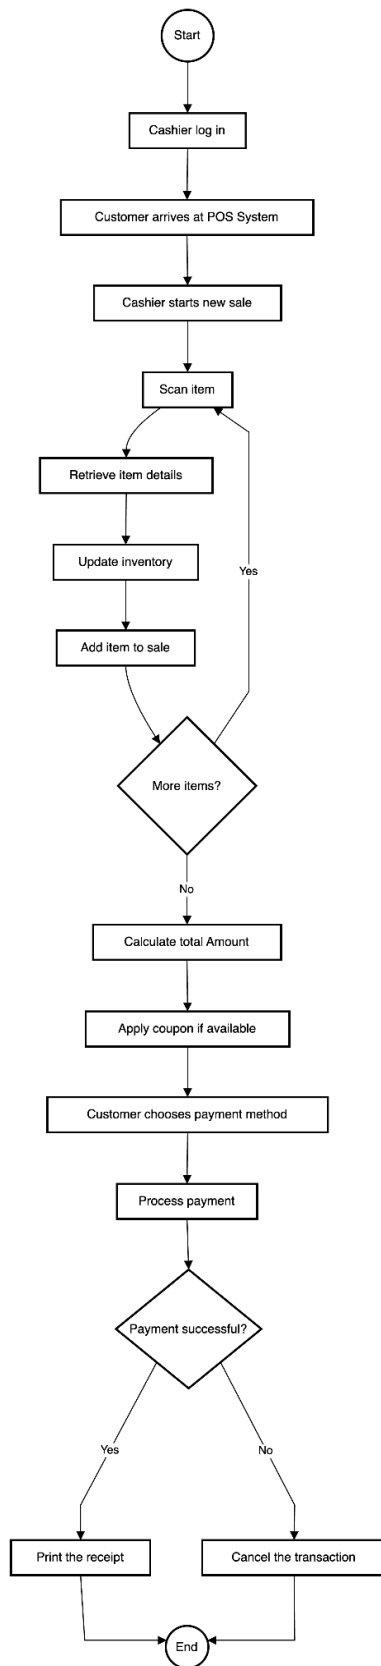 Start
Cashier log in
Customer arrives at POS System
Cashier starts new sale
Scan item
Retrieve item details
Update inventory
Yes
Add item to sale
More items?
No
Calculate total Amount
Apply coupon if available
Customer chooses payment method
Process payment
Payment successful?
Yes
No
Print the receipt
Cancel the transaction
End